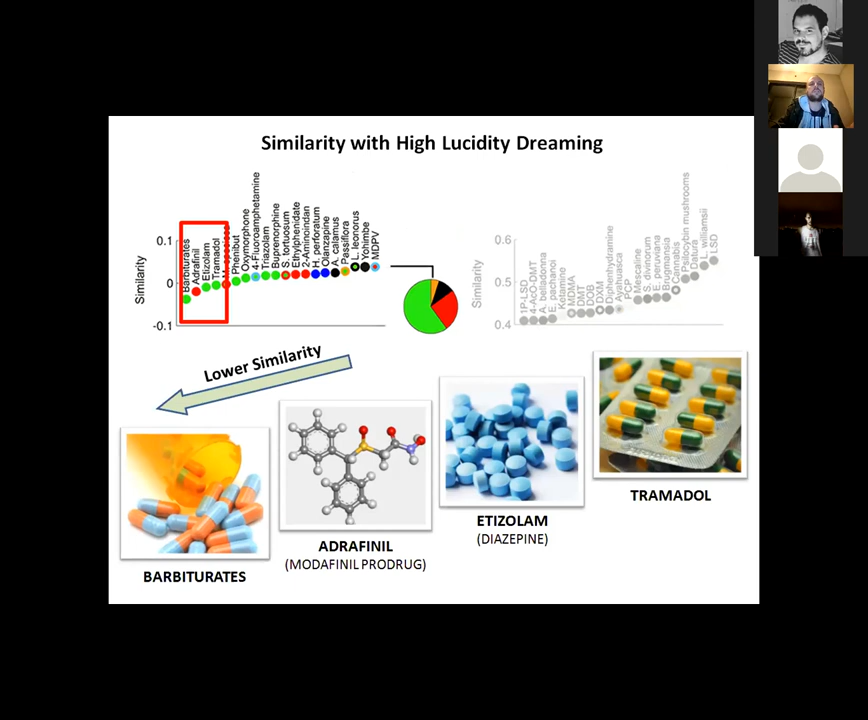 Similarity with High Lucidity Dreaming
Similarity
0.1
0
-0.1
Barbiturates
Adrafinil
Etizolam
Tramadol
Phenibut
Oxymorphone
4-Fluoroamphetamine
Flubromazolam
Buprenorphine
S. tortuosum
Ethylphenidate
2-Aminoindan
H. perforatum
Olanzapine
A. calamus
Passiflora
L. leonorus
Yohimbe
MDPV
Similarity
0.6
0.5
0.4
1P-LSD
4-AcO-DMT
A. belladonna
E. pachanoi
Ketamine
MDMA
DMT
DOB
DXM
Diphenhydramine
Ayahuasca
PCP
Mescaline
S. divinorum
E. peruviana
Brugmansia
Cannabis
Psilocybin mushrooms
Datura
L. williamsii
LSD
Lower Similarity
BARBITURATES
ADRAFINIL
(MODAFINIL PRODRUG)
ETIZOLAM
(DIAZEPINE)
TRAMADOL